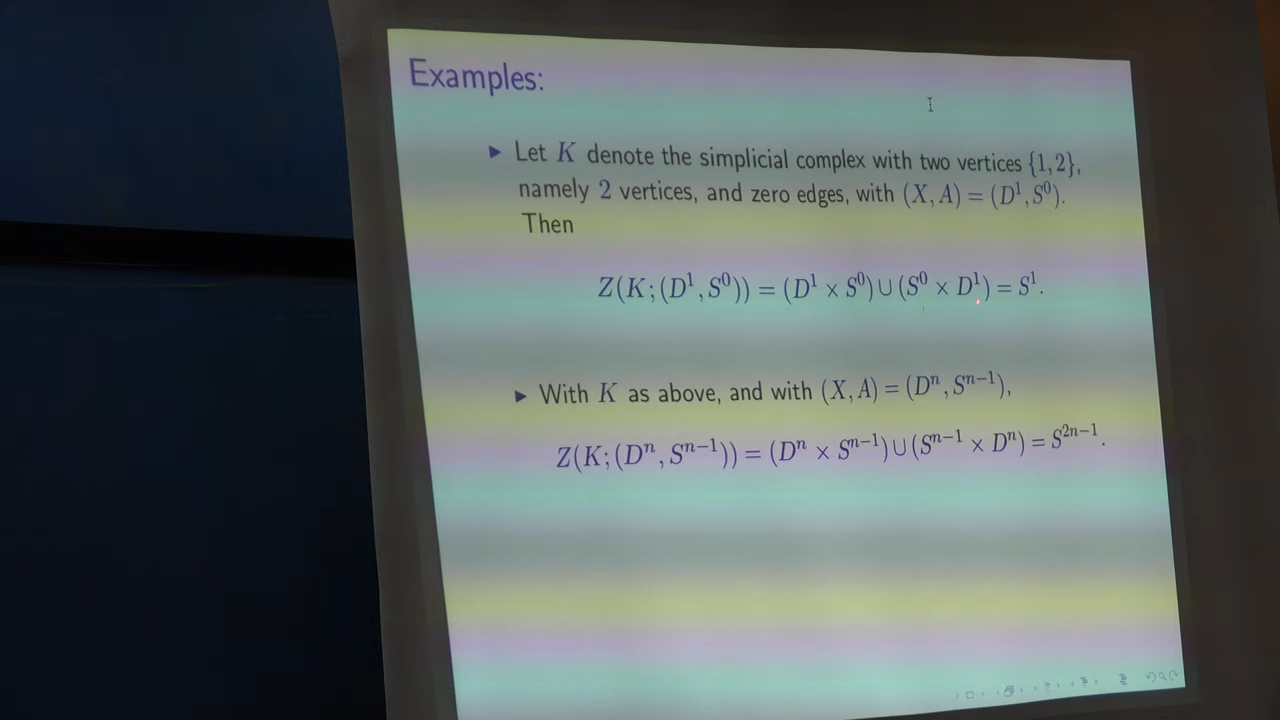 Examples:
▶ Let K denote the simplicial complex with two vertices {1, 2},
namely 2 vertices, and zero edges, with (X, A) = (D¹, S⁰).
Then
Z(K; (D¹, S⁰)) = (D¹ × S⁰) ∪ (S⁰ × D¹) = S¹.
▶ With K as above, and with (X, A) = (Dⁿ, Sⁿ⁻¹),
Z(K; (Dⁿ, Sⁿ⁻¹)) = (Dⁿ × Sⁿ⁻¹) ∪ (Sⁿ⁻¹ × Dⁿ) = S²ⁿ⁻¹.